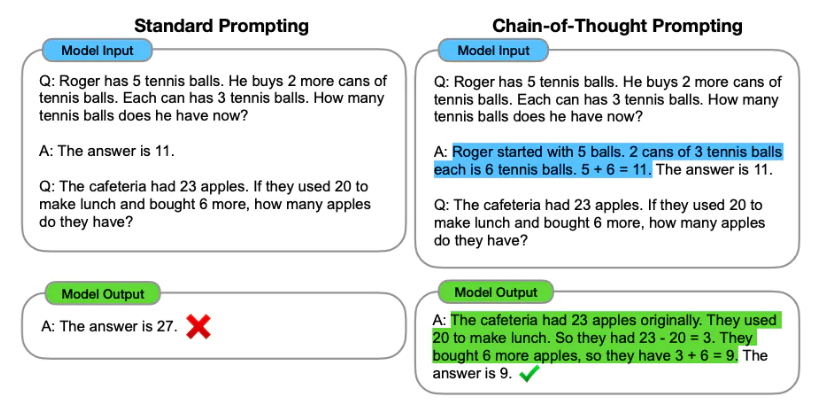 Standard Prompting
Model Input
Q: Roger has 5 tennis balls. He buys 2 more cans of
tennis balls. Each can has 3 tennis balls. How many
tennis balls does he have now?
A: The answer is 11.
Q: The cafeteria had 23 apples. If they used 20 to
make lunch and bought 6 more, how many apples
do they have?
Model Output
A: The answer is 27.
Chain-of-Thought Prompting
Model Input
Q: Roger has 5 tennis balls. He buys 2 more cans of
tennis balls. Each can has 3 tennis balls. How many
tennis balls does he have now?
A: Roger started with 5 balls. 2 cans of 3 tennis balls
each is 6 tennis balls. 5 + 6 = 11. The answer is 11.
Q: The cafeteria had 23 apples. If they used 20 to
make lunch and bought 6 more, how many apples
do they have?
Model Output
A: The cafeteria had 23 apples originally. They used
20 to make lunch. So they had 23 - 20 = 3. They
bought 6 more apples, so they have 3 + 6 = 9. The
answer is 9.